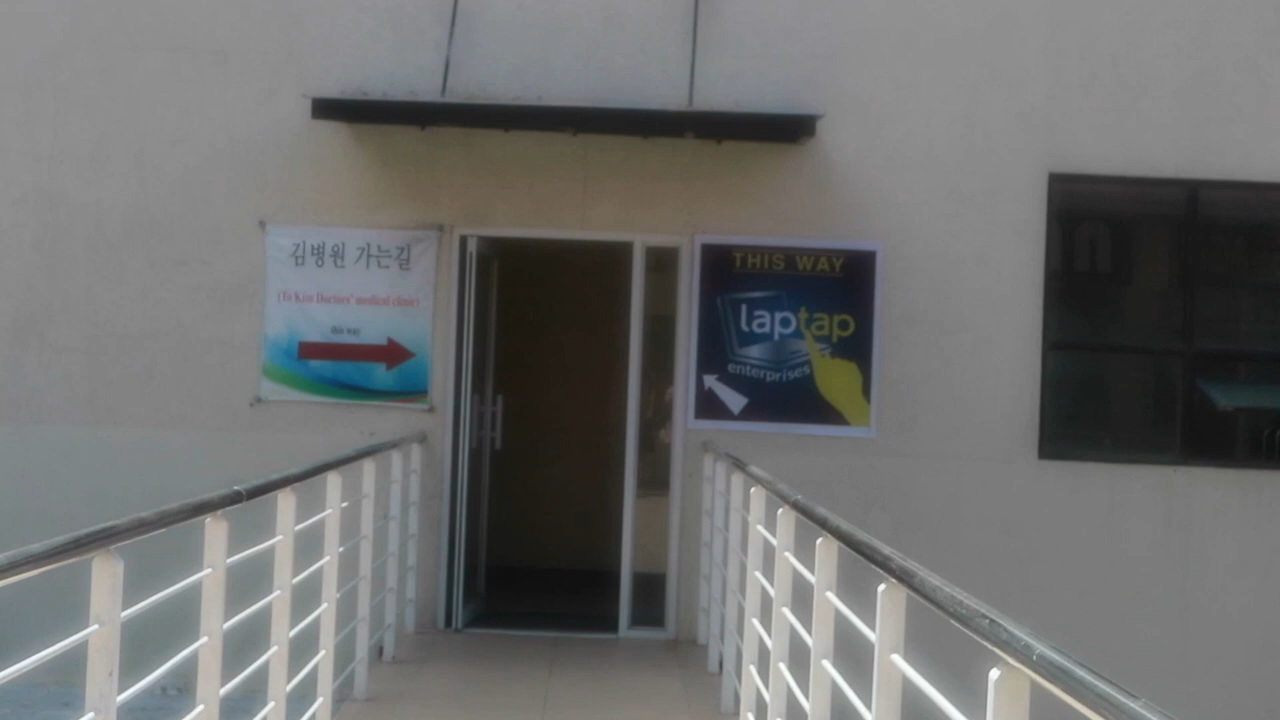 김병원 가는길
(To Kim Doctors' medical clinic)
this way
THIS WAY
laptap
enterprises